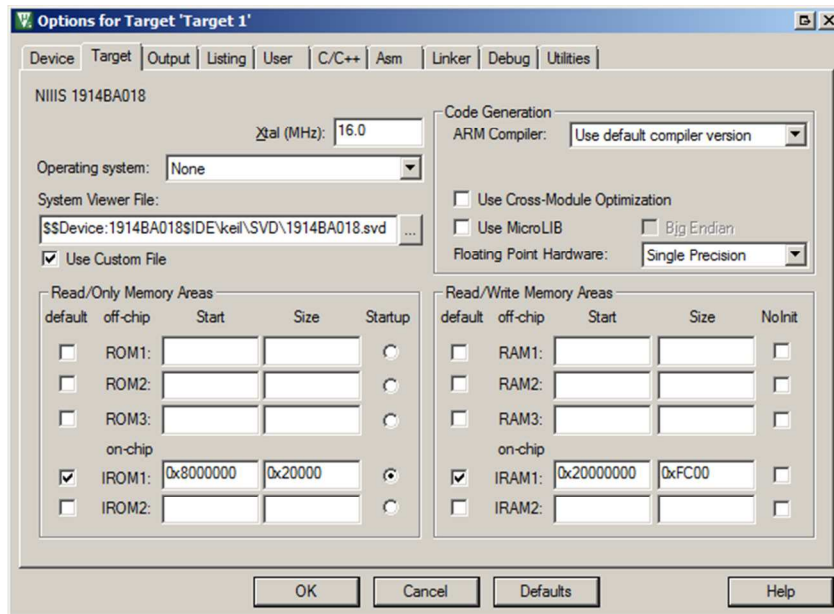 Options for Target 'Target 1'
Device Target Output Listing User C/C++ Asm Linker Debug Utilities
NIIIS 1914BA018
Xtal (MHz): 16.0
Operating system: None
System Viewer File:
$$Device:1914BA018$IDE\keil\SVD\1914BA018.svd ...
Use Custom File
Code Generation
ARM Compiler: Use default compiler version
Use Cross-Module Optimization
Use MicroLIB Big Endian
Floating Point Hardware: Single Precision
Read/Only Memory Areas
default off-chip Start Size Startup
ROM1:
ROM2:
ROM3:
on-chip
IROM1: 0x8000000 0x20000
IROM2:
Read/Write Memory Areas
default off-chip Start Size NoInit
RAM1:
RAM2:
RAM3:
on-chip
IRAM1: 0x20000000 0xFC00
IRAM2:
OK Cancel Defaults Help